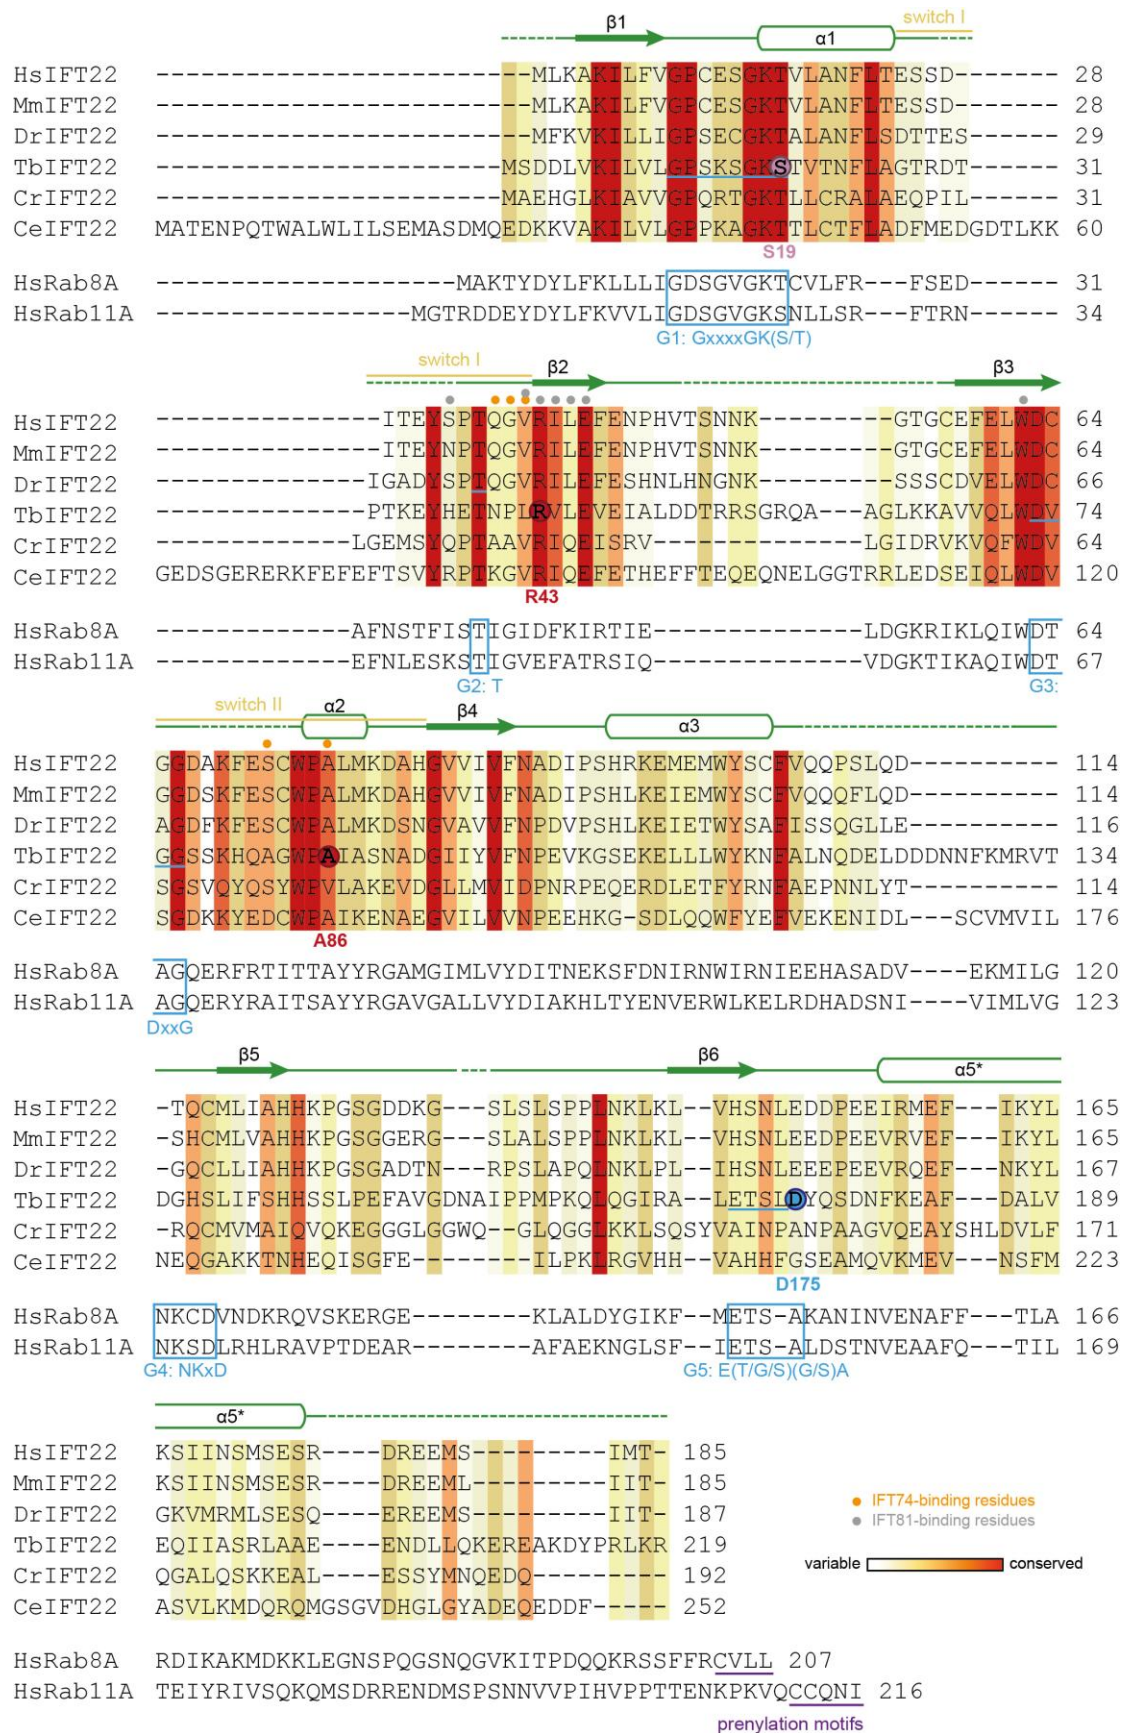 β1 α1 switch I
HsIFT22 ------------------------MLKAKILFVGPCESGKTVLANFLTESSD------ 28
MmIFT22 ------------------------MLKAKILFVGPCESGKTVLANFLTESSD------ 28
DrIFT22 ------------------------MFKVKILLIGPSECGKTALANFLSDTTES----- 29
TbIFT22 ----------------------MSDDLVKILVLGPSKSGKSTVTNFLAGTRDT----- 31
CrIFT22 ----------------------MAEHGLKIAVVGPQRTGKTLLCRALAEQPIL----- 31
CeIFT22 MATENPQTWALWLILSEMASDMQEDKKVAKILVLGPPKAGKTTLCTFLADFMEDGDTLKK 60
S19
HsRab8A --------------------MAKTYDYLFKLLLIGDSGVGKTCVLFR---FSED 31
HsRab11A -----------------MGTRDDEYDYLFKVVLIGDSGVGKSNLLSR---FTRN 34
G1: GxxxxGK(S/T)
switch I β2 β3
HsIFT22 ---------------ITEYSPTQGVRILEFENPHVTSNNK-------GTGCEFELWDC 64
MmIFT22 ---------------ITEYNPTQGVRILEFENPHVTSNNK-------GTGCEFELWDC 64
DrIFT22 --------------IGADYSPTQGVRILEFESHNLHNGNK-------SSSCDVELWDC 66
TbIFT22 --------------PTKEYHETNPLRVLEVEIALDDTRRSGRQA--AGLKKAVVQLWDV 74
CrIFT22 -------------LGEMSYQPTAAVRIQEISRV--------------LGIDRVKVQFWDV 64
CeIFT22 GEDSGERERKFEFEFTSVYRPTKGVRIQEFETHEFFTEQEQNELGGTRRLEDSEIQLWDV 120
R43
HsRab8A -------------AFNSTFISTIGIDFKIRTIE--------------LDGKRIKLQIWDT 64
HsRab11A -------------EFNLESKSTIGVEFATRSIQ--------------VDGKTIKAQIWDT 67
G2: T G3:
switch II α2 β4 α3
HsIFT22 GGDAKFESCWPALMKDAHGVVIVFNADIPSHRKEMEMWYSCFVQQPSLQD---------- 114
MmIFT22 GGDSKFESCWPALMKDAHGVVIVFNADIPSHLKEIEMWYSCFVQQQFLQD---------- 114
DrIFT22 AGDFKFESCWPALMKDSNGVAVVFNPDVPSHLKEIETWYSAFISSQGLLE---------- 116
TbIFT22 GGSSKHQAGWPAIASNADGIIYVFNPEVKGSEKELLLWYKNFALNQDELDDDNNFKMRVT 134
CrIFT22 SGSVQYQSYWPVLAKEVDGLLMVIDPNRPEQERDLETFYRNFAEPNNLYT---------- 114
CeIFT22 SGDKKYEDCWPAIKENAEGVILVVNPEEHKG-SDLQQWFYEFVEKENIDL---SCVMVIL 176
A86
HsRab8A AGQERFRTITTAYYRGAMGIMLVYDITNEKSFDNIRNWIRNIEEHASADV----EKMILG 120
HsRab11A AGQERYRAITSAYYRGAVGALLVYDIAKHLTYENVERWLKELRDHADSNI----VIMLVG 123
DxxG
β5 β6 α5*
HsIFT22 -TQCMLIAHHKPGSGDDKG---SLSLSPPLNKLKL--VHSNLEDDPEEIRMEF---IKYL 165
MmIFT22 -SHCMLVAHHKPGSGGERG---SLALSPPLNKLKL--VHSNLEEDPEEVRVEF---IKYL 165
DrIFT22 -GQCLLIAHHKPGSGADTN---RPSLAPQLNKLPL--IHSNLEEEPEEVRQEF---NKYL 167
TbIFT22 DGHSLIFSHHSSLPEFAVGDNAIPPMPKQLQGIRA--LETSLDYQSDNFKEAF---DALV 189
CrIFT22 -RQCMVMAIQVQKEGGGLGGWQ--GLQGGLKKLSQSYVAINPANPAAGVQEAYSHLDVLF 171
CeIFT22 NEQGAKKTNHEQISGFE-----ILPKLRGVHH----VAHHFGSEAMQVKMEV---NSFM 223
D175
HsRab8A NKCDVNDKRQVSKERGE------KLALDYGIKF--METS-AKANINVENAFF--TLA 166
HsRab11A NKSDLRHLRAVPTDEAR------AFAEKNGLSF--IETS-ALDSTNVEAAFQ--TIL 169
G4: NKxD G5: E(T/G/S)(G/S)A
α5*
HsIFT22 KSIINSMSESR----DREEMS---------IMT- 185
MmIFT22 KSIINSMSESR----DREEML---------IIT- 185
DrIFT22 GKVMRMLSESQ----EREEMS---------IIT- 187
TbIFT22 EQIIASRLAAE----ENDLLQKEREAKDYPRLKR 219
CrIFT22 QGALQSKKEAL----ESSYMNQEDQ--------- 192
CeIFT22 ASVLKMDQRQMGSGVDHGLGYADEQEDDF----- 252
IFT74-binding residues
IFT81-binding residues
variable conserved
HsRab8A RDIKAKMDKKLEGNSPQGSNQGVKITPDQQKRSSFFRCVLL 207
HsRab11A TEIYRIVSQKQMSDRRENDMSPSNNVVPIHVPPTTENKPKVQCCQNI 216
prenylation motifs